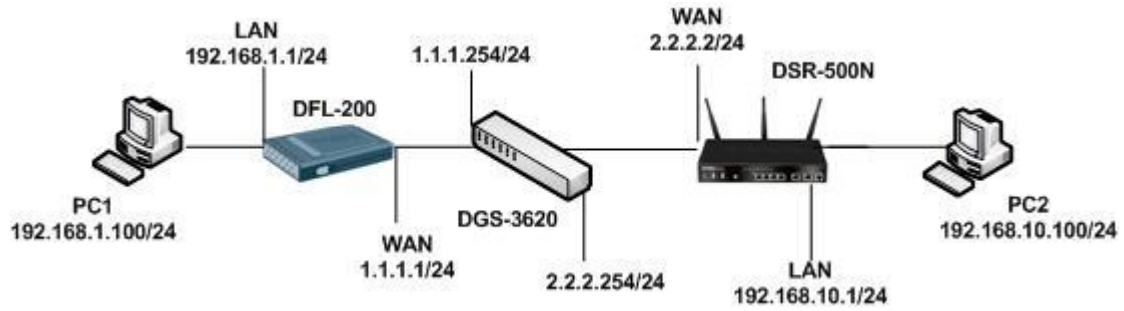 WAN
2.2.2.2/24
LAN
192.168.1.1/24
1.1.1.254/24
DSR-500N
DFL-200
PC1
192.168.1.100/24
DGS-3620
PC2
192.168.10.100/24
WAN
1.1.1.1/24
2.2.2.254/24
LAN
192.168.10.1/24